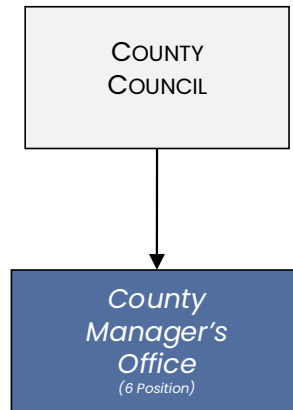 COUNTY
COUNCIL
County
Manager's
Office
(6 Position)